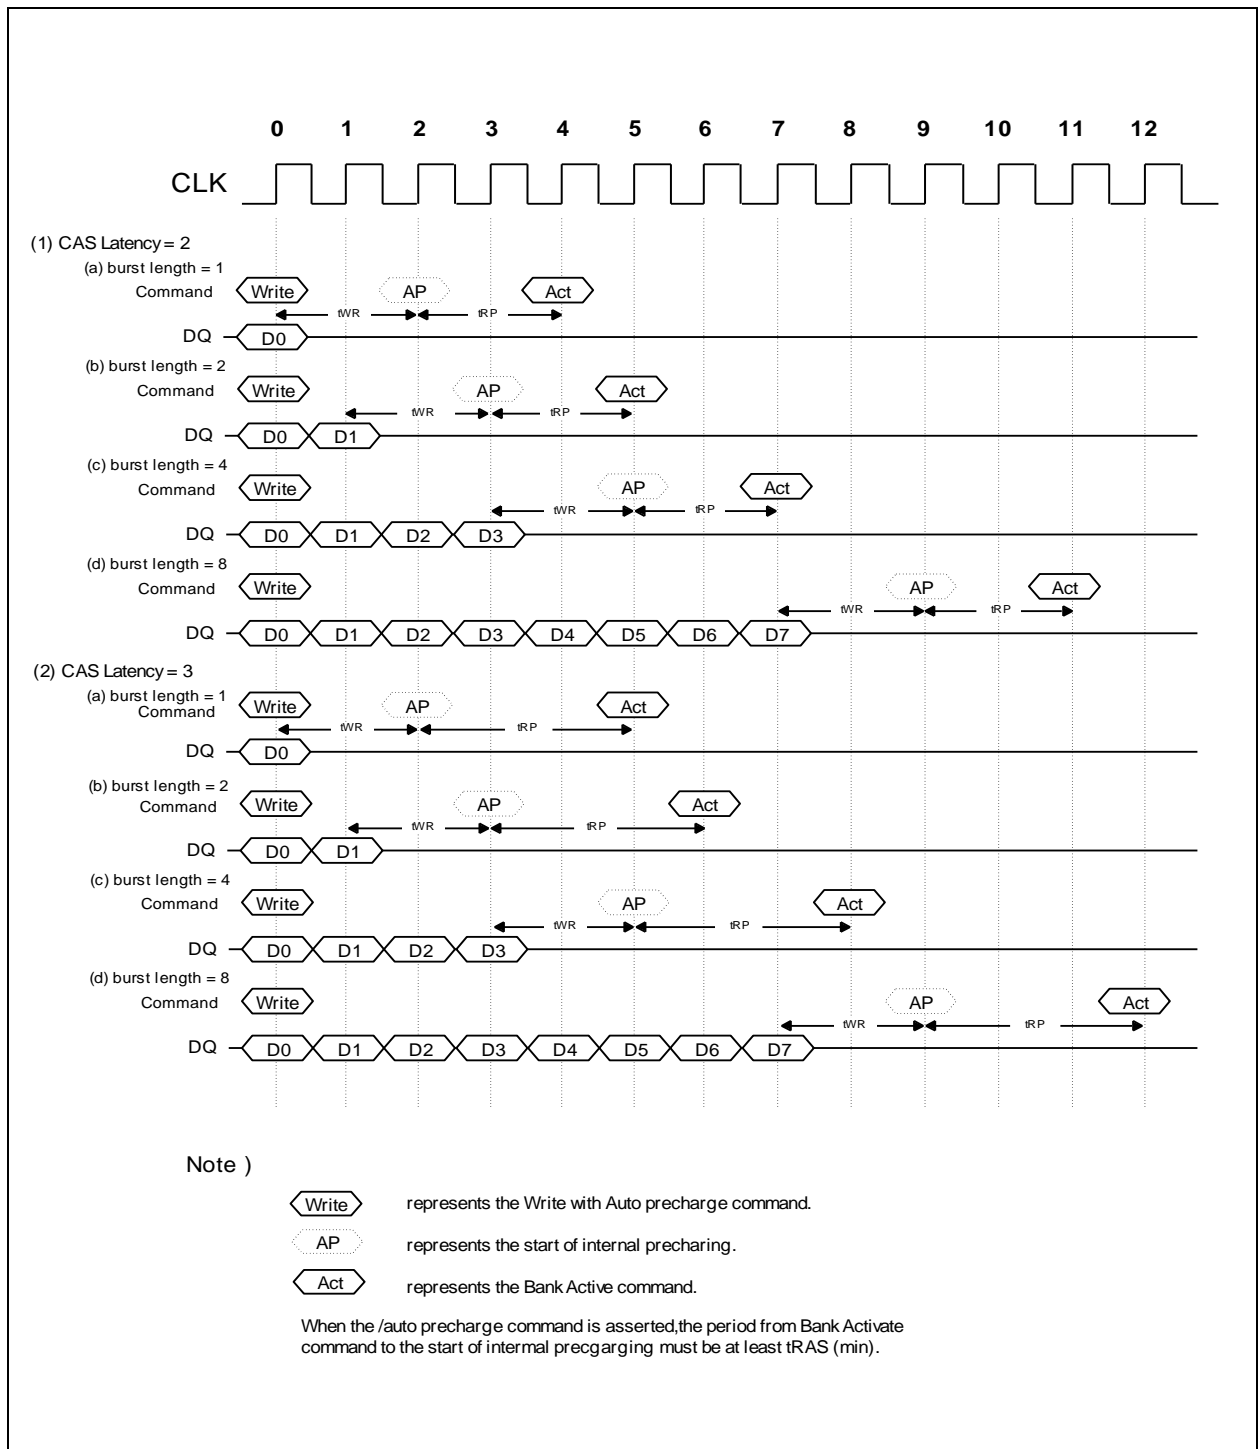 0 1 2 3 4 5 6 7 8 9 10 11 12
CLK
(1) CAS Latency = 2
(a) burst length = 1
Command Write AP Act
tWR tRP
DQ D0
(b) burst length = 2
Command Write AP Act
tWR tRP
DQ D0 D1
(c) burst length = 4
Command Write AP Act
tWR tRP
DQ D0 D1 D2 D3
(d) burst length = 8
Command Write AP Act
tWR tRP
DQ D0 D1 D2 D3 D4 D5 D6 D7
(2) CAS Latency = 3
(a) burst length = 1
Command Write AP Act
tWR tRP
DQ D0
(b) burst length = 2
Command Write AP Act
tWR tRP
DQ D0 D1
(c) burst length = 4
Command Write AP Act
tWR tRP
DQ D0 D1 D2 D3
(d) burst length = 8
Command Write AP Act
tWR tRP
DQ D0 D1 D2 D3 D4 D5 D6 D7
Note )
Write represents the Write with Auto precharge command.
AP represents the start of internal precharing.
Act represents the Bank Active command.
When the /auto precharge command is asserted,the period from Bank Activate
command to the start of intermal precgarging must be at least tRAS (min).